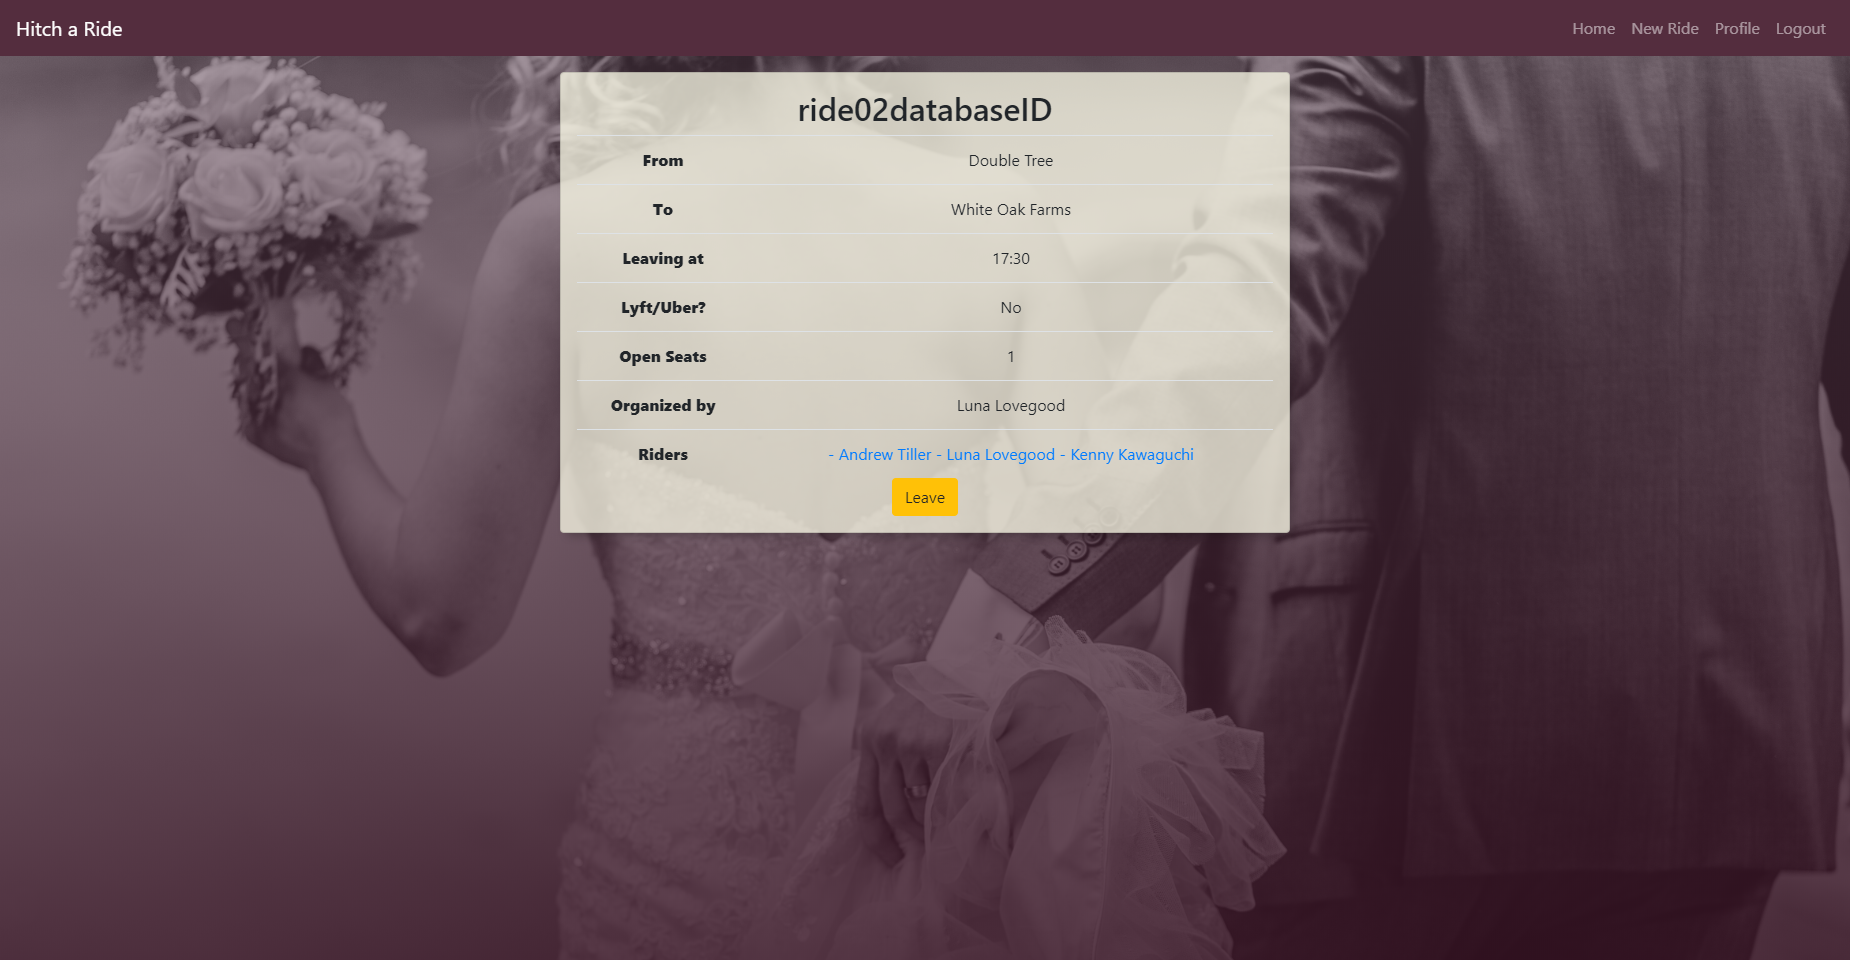 Hitch a Ride
Home New Ride Profile Logout
ride02databaseID
From Double Tree
To White Oak Farms
Leaving at 17:30
Lyft/Uber? No
Open Seats 1
Organized by Luna Lovegood
Riders - Andrew Tiller - Luna Lovegood - Kenny Kawaguchi
Leave